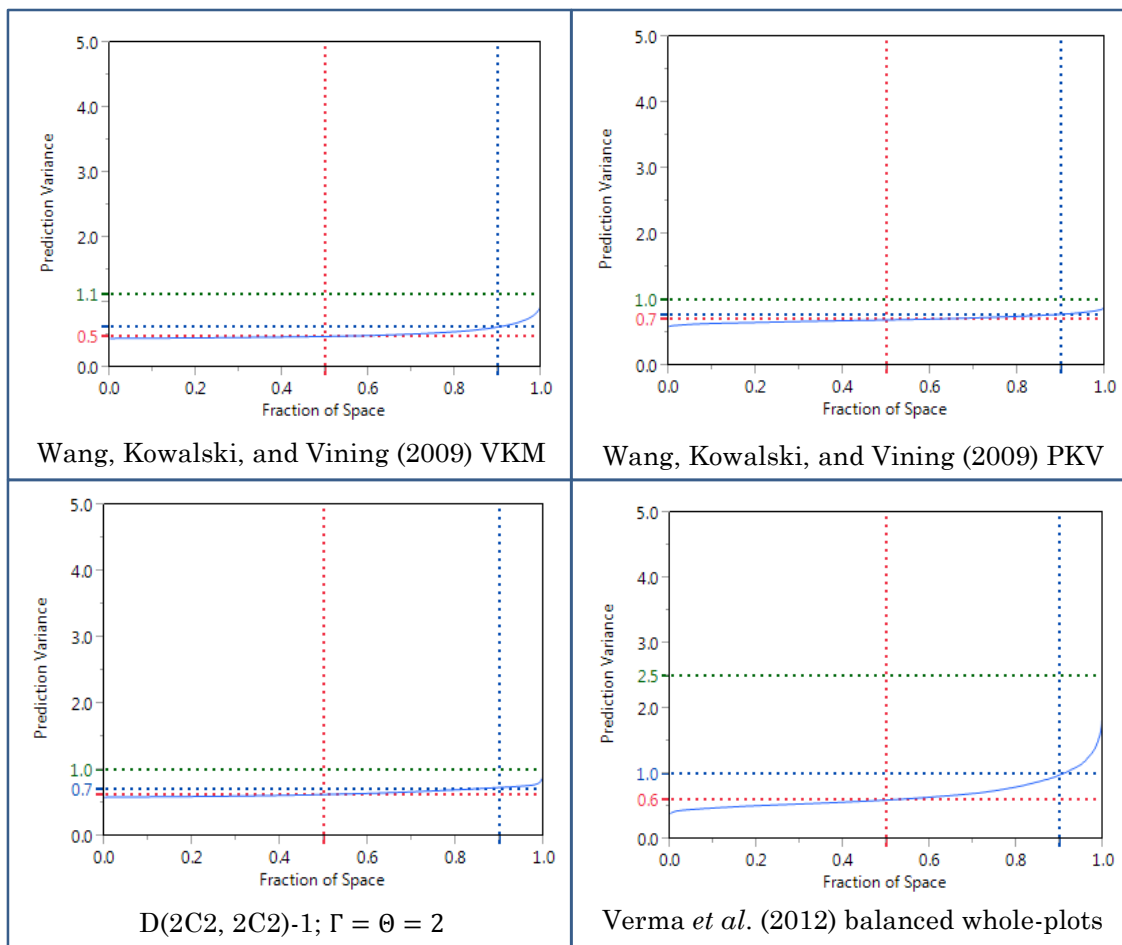 5.0
4.0
3.0
2.0
1.1
0.5
0.0
Prediction Variance
0.0 0.2 0.4 0.6 0.8 1.0
Fraction of Space
Wang, Kowalski, and Vining (2009) VKM
5.0
4.0
3.0
2.0
1.0
0.7
0.0
Prediction Variance
0.0 0.2 0.4 0.6 0.8 1.0
Fraction of Space
Wang, Kowalski, and Vining (2009) PKV
5.0
4.0
3.0
2.0
1.0
0.7
0.0
Prediction Variance
0.0 0.2 0.4 0.6 0.8 1.0
Fraction of Space
D(2C2, 2C2)-1; Γ = Θ = 2
5.0
4.0
3.0
2.5
2.0
1.0
0.6
0.0
Prediction Variance
0.0 0.2 0.4 0.6 0.8 1.0
Fraction of Space
Verma et al. (2012) balanced whole-plots